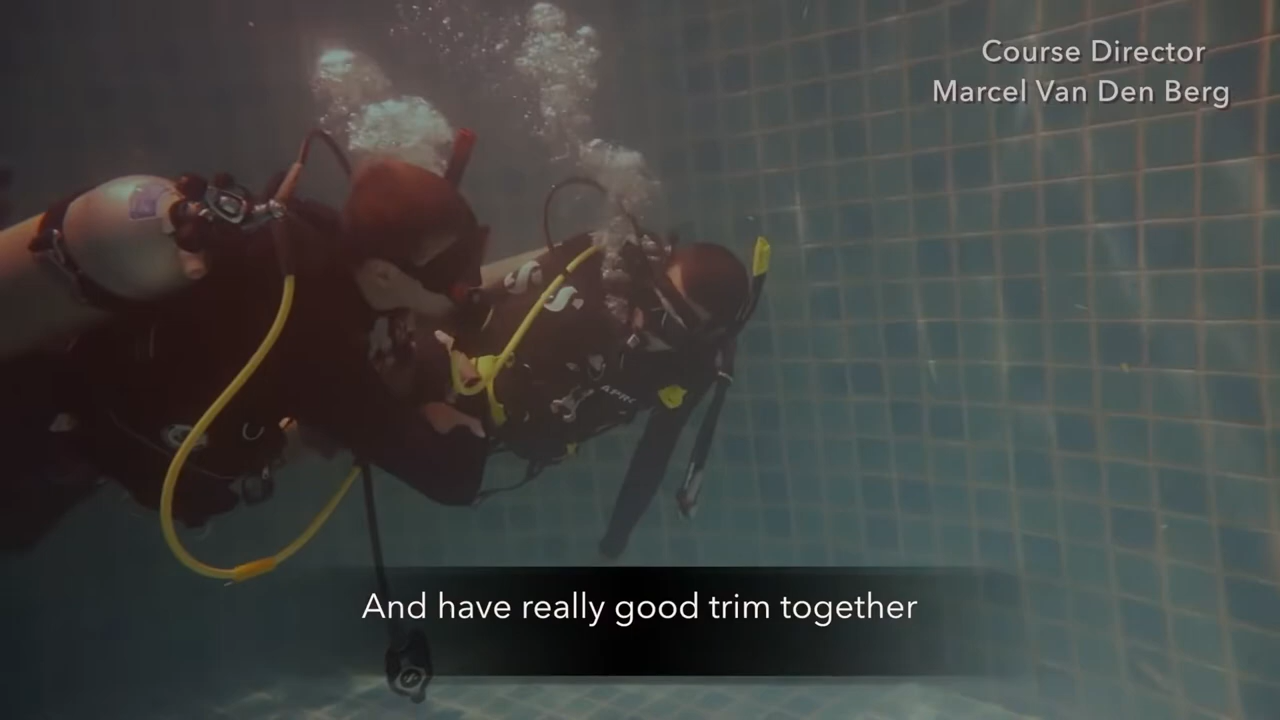 Course Director
Marcel Van Den Berg
And have really good trim together